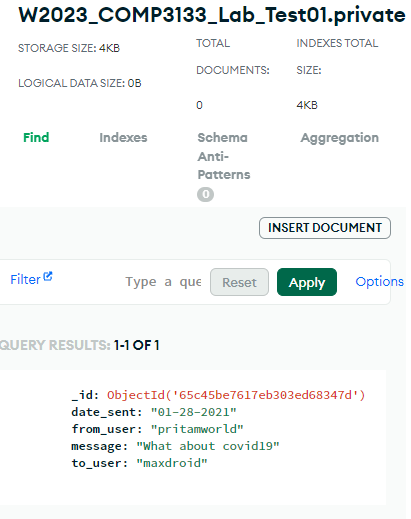 W2023_COMP3133_Lab_Test01.private
STORAGE SIZE: 4KB
LOGICAL DATA SIZE: 0B
TOTAL
DOCUMENTS:
0
INDEXES TOTAL
SIZE:
4KB
Find
Indexes
Schema
Anti-
Patterns
0
Aggregation
INSERT DOCUMENT
Filter
Type a que
Reset
Apply
Options
QUERY RESULTS: 1-1 OF 1
_id: ObjectId('65c45be7617eb303ed68347d')
date_sent: "01-28-2021"
from_user: "pritamworld"
message: "What about covid19"
to_user: "maxdroid"